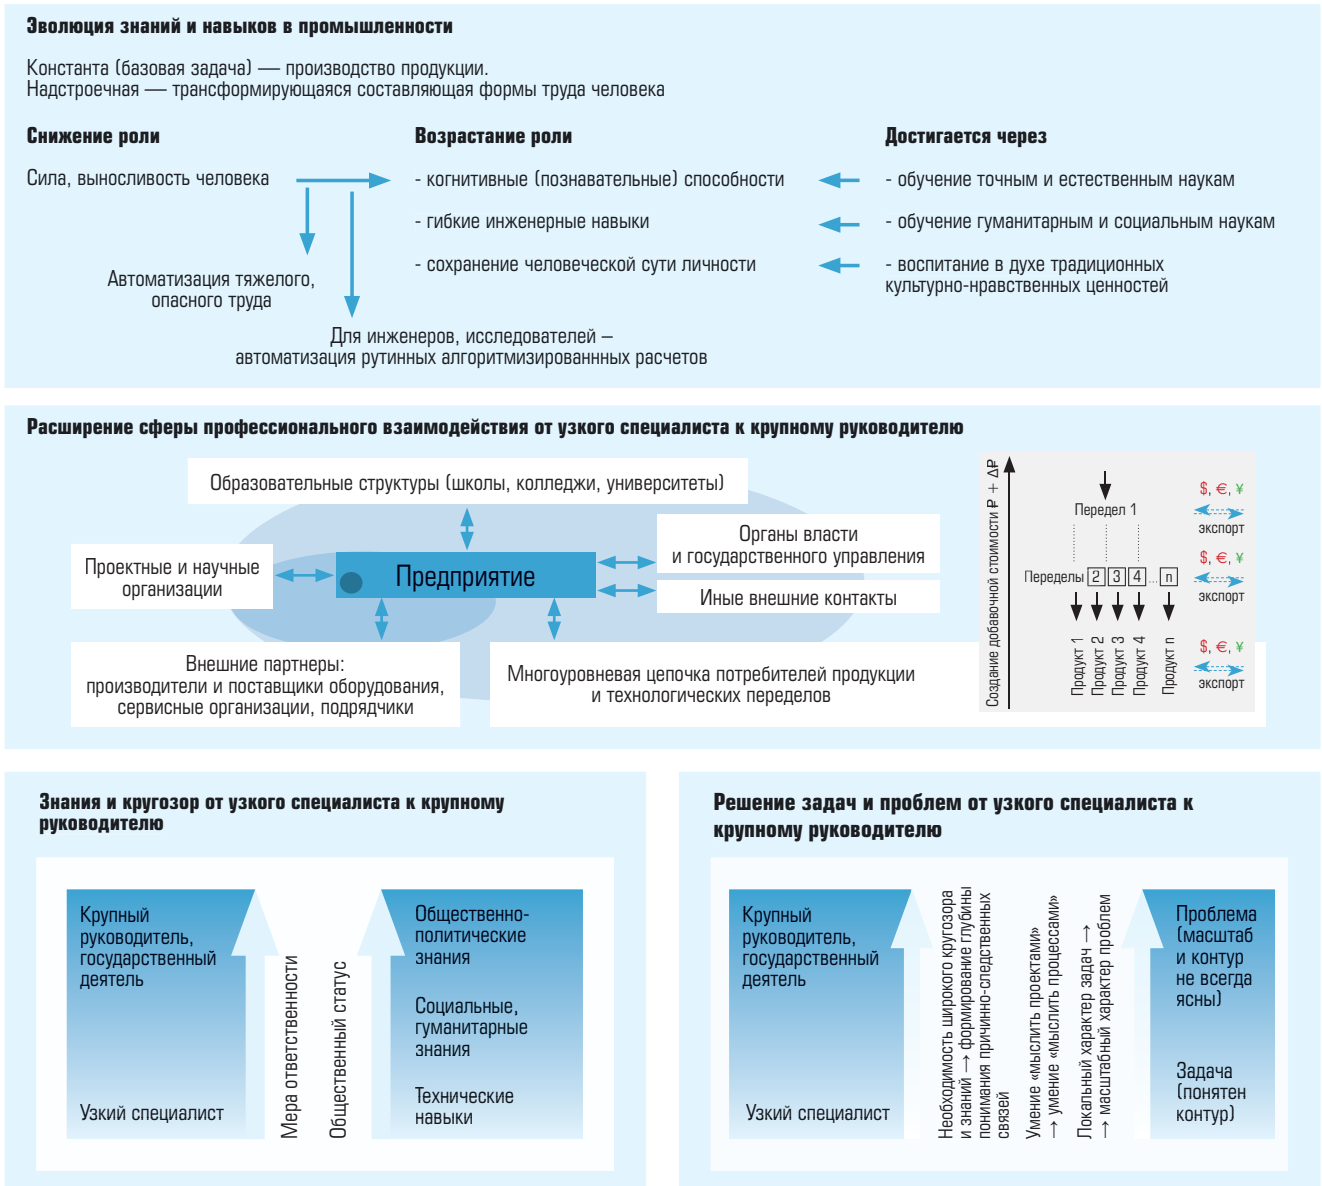 Эволюция знаний и навыков в промышленности
Константа (базовая задача) — производство продукции.
Надстроечная — трансформирующаяся составляющая формы труда человека
Снижение роли
Сила, выносливость человека
Автоматизация тяжелого,
опасного труда
Для инженеров, исследователей –
автоматизация рутинных алгоритмизированнных расчетов
Возрастание роли
- когнитивные (познавательные) способности
- гибкие инженерные навыки
- сохранение человеческой сути личности
Достигается через
- обучение точным и естественным наукам
- обучение гуманитарным и социальным наукам
- воспитание в духе традиционных
культурно-нравственных ценностей
Расширение сферы профессионального взаимодействия от узкого специалиста к крупному руководителю
Образовательные структуры (школы, колледжи, университеты)
Проектные и научные
организации
Предприятие
Органы власти
и государственного управления
Иные внешние контакты
Внешние партнеры:
производители и поставщики оборудования,
сервисные организации, подрядчики
Многоуровневая цепочка потребителей продукции
и технологических переделов
Создание добавочной стоимости ₽ + Δ₽
Передел 1
$, €, ¥
экспорт
Переделы 2 3 4 ... n
$, €, ¥
экспорт
Продукт 1
Продукт 2
Продукт 3
Продукт 4
Продукт n
$, €, ¥
экспорт
Знания и кругозор от узкого специалиста к крупному
руководителю
Крупный
руководитель,
государственный
деятель
Узкий специалист
Мера ответственности
Общественный статус
Общественно-
политические
знания
Социальные,
гуманитарные
знания
Технические
навыки
Решение задач и проблем от узкого специалиста к
крупному руководителю
Крупный
руководитель,
государственный
деятель
Узкий специалист
Необходимость широкого кругозора
и знаний → формирование глубины
понимания причинно-следственных
связей
Умение «мыслить проектами»
→ умение «мыслить процессами»
Локальный характер задач →
→ масштабный характер проблем
Проблема
(масштаб
и контур
не всегда
ясны)
Задача
(понятен
контур)